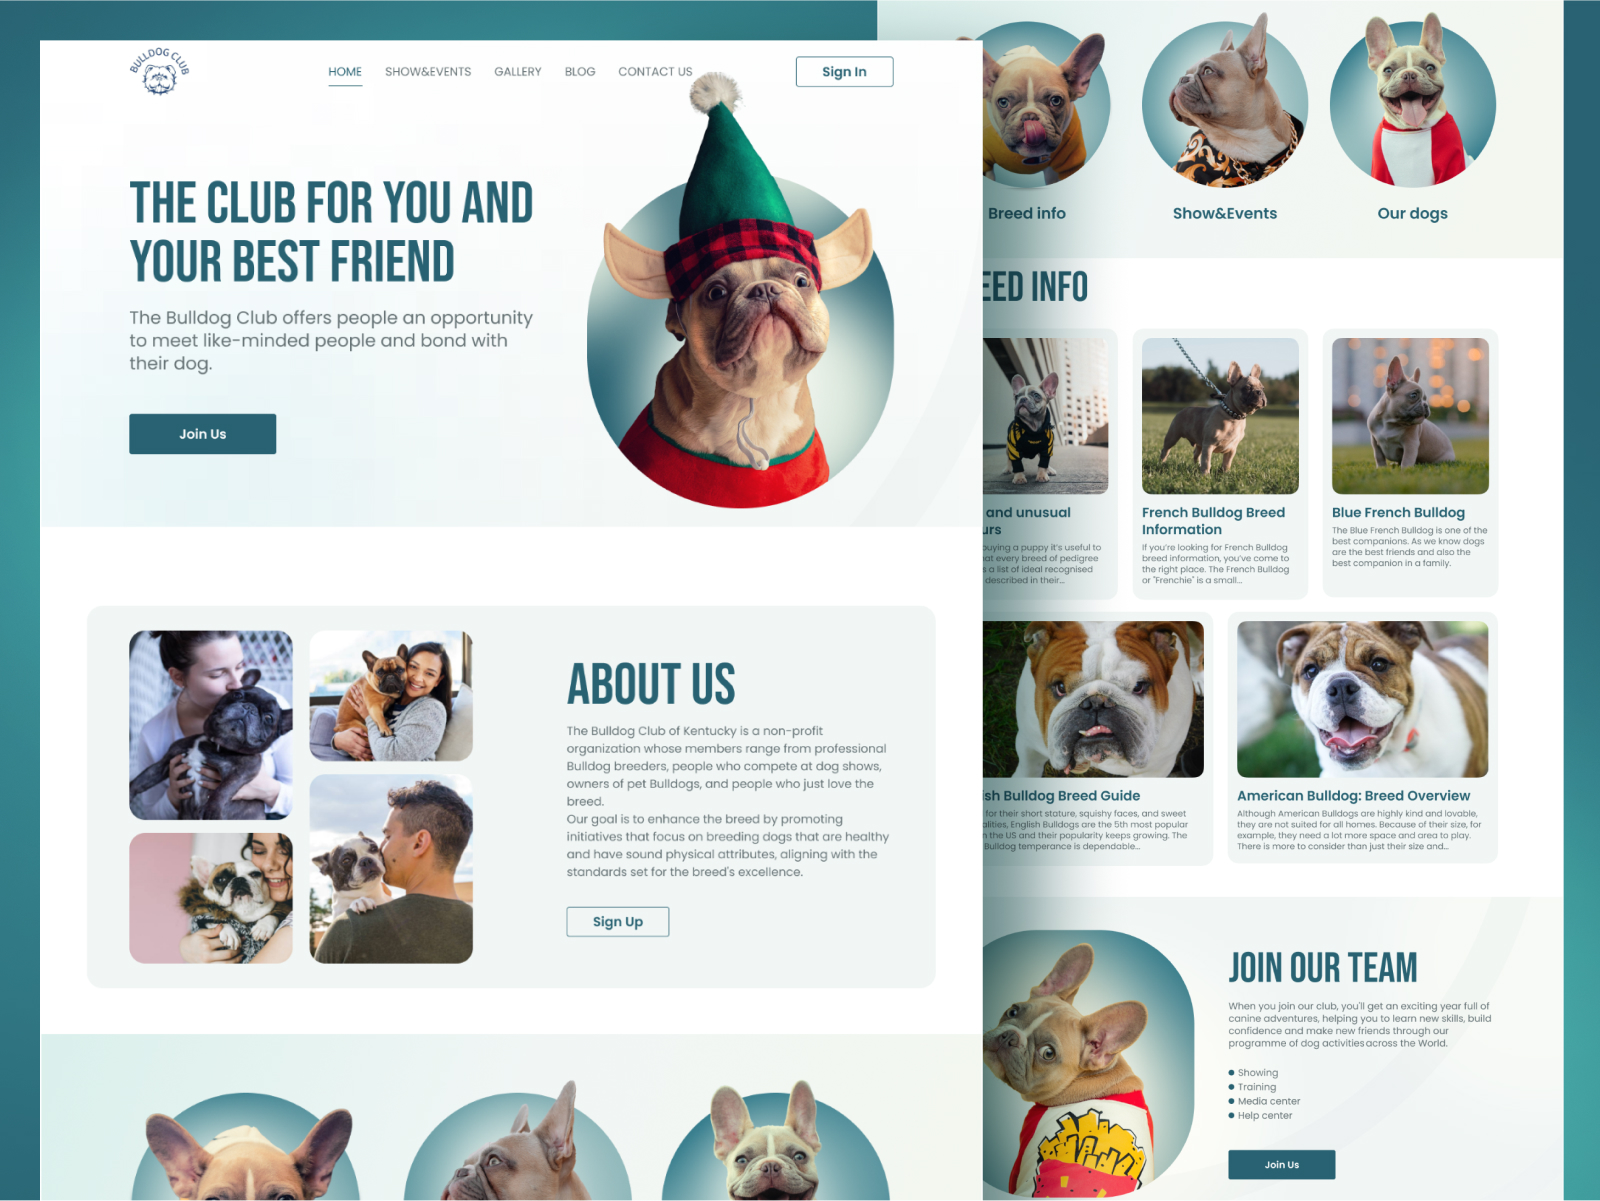 BULLDOG CLUB
HOME SHOW&EVENTS GALLERY BLOG CONTACT US
Sign In
THE CLUB FOR YOU AND
YOUR BEST FRIEND
The Bulldog Club offers people an opportunity
to meet like-minded people and bond with
their dog.
Join Us
ABOUT US
The Bulldog Club of Kentucky is a non-profit
organization whose members range from professional
Bulldog breeders, people who compete at dog shows,
owners of pet Bulldogs, and people who just love the
breed.
Our goal is to enhance the breed by promoting
initiatives that focus on breeding dogs that are healthy
and have sound physical attributes, aligning with the
standards set for the breed's excellence.
Sign Up
Breed info
Show&Events
Our dogs
EED INFO
and unusual
urs
buying a puppy it's useful to
hat every breed of pedigree
s a list of ideal recognised
described in their...
French Bulldog Breed
Information
If you're looking for French Bulldog
breed information, you've come to
the right place. The French Bulldog
or "Frenchie" is a small...
Blue French Bulldog
The Blue French Bulldog is one of the
best companions. As we know dogs
are the best friends and also the
best companion in a family.
ish Bulldog Breed Guide
for their short stature, squishy faces, and sweet
alities, English Bulldogs are the 5th most popular
n the US and their popularity keeps growing. The
Bulldog temperance is dependable...
American Bulldog: Breed Overview
Although American Bulldogs are highly kind and lovable,
they are not suited for all homes. Because of their size, for
example, they need a lot more space and area to play.
There is more to consider than just their size and...
JOIN OUR TEAM
When you join our club, you'll get an exciting year full of
canine adventures, helping you to learn new skills, build
confidence and make new friends through our
programme of dog activities across the World.
Showing
Training
Media center
Help center
Join Us